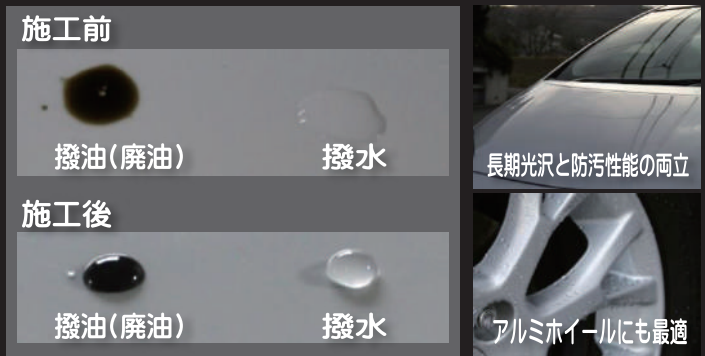 施工前
撥油(廃油)
撥水
施工後
撥油(廃油)
撥水
長期光沢と防汚性能の両立
アルミホイールにも最適